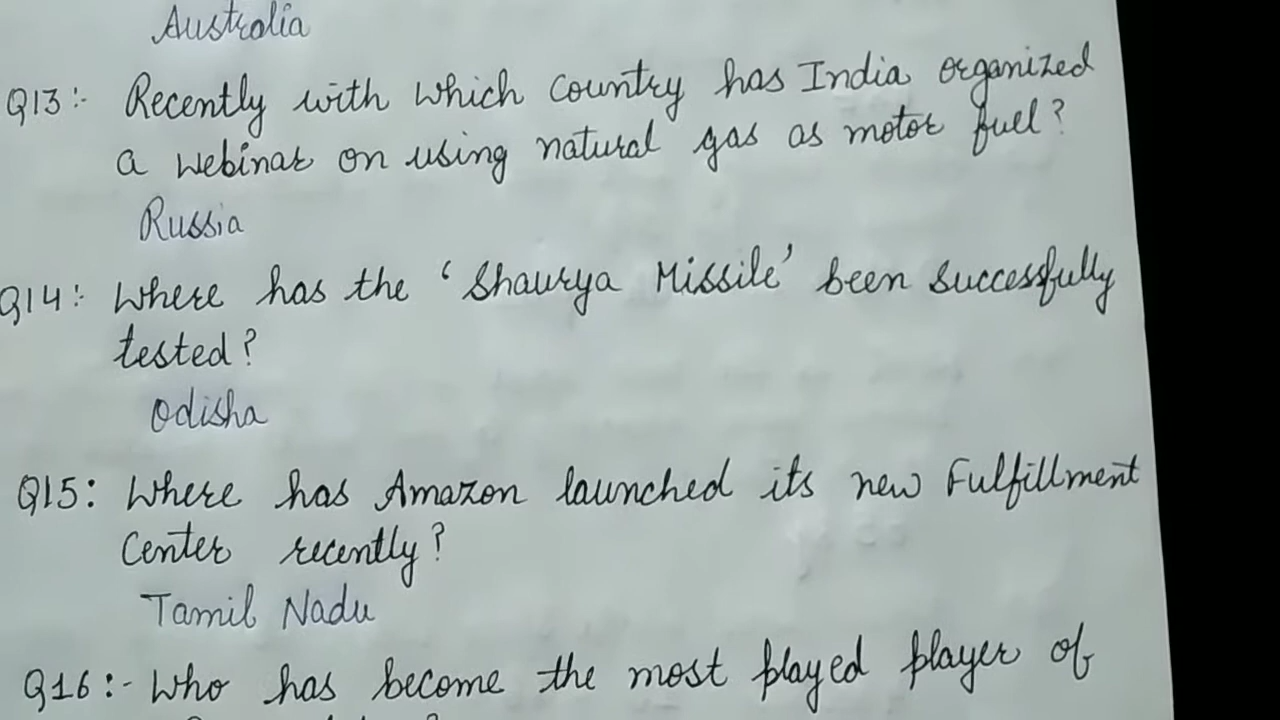 Australia
Q13:- Recently with which country has India organized
a webinar on using natural gas as motor fuel?
Russia
Q14:- Where has the 'Shaurya Missile' been successfully
tested?
Odisha
Q15: Where has Amazon launched its new Fulfillment
Center recently?
Tamil Nadu
Q16:- Who has become the most played player of